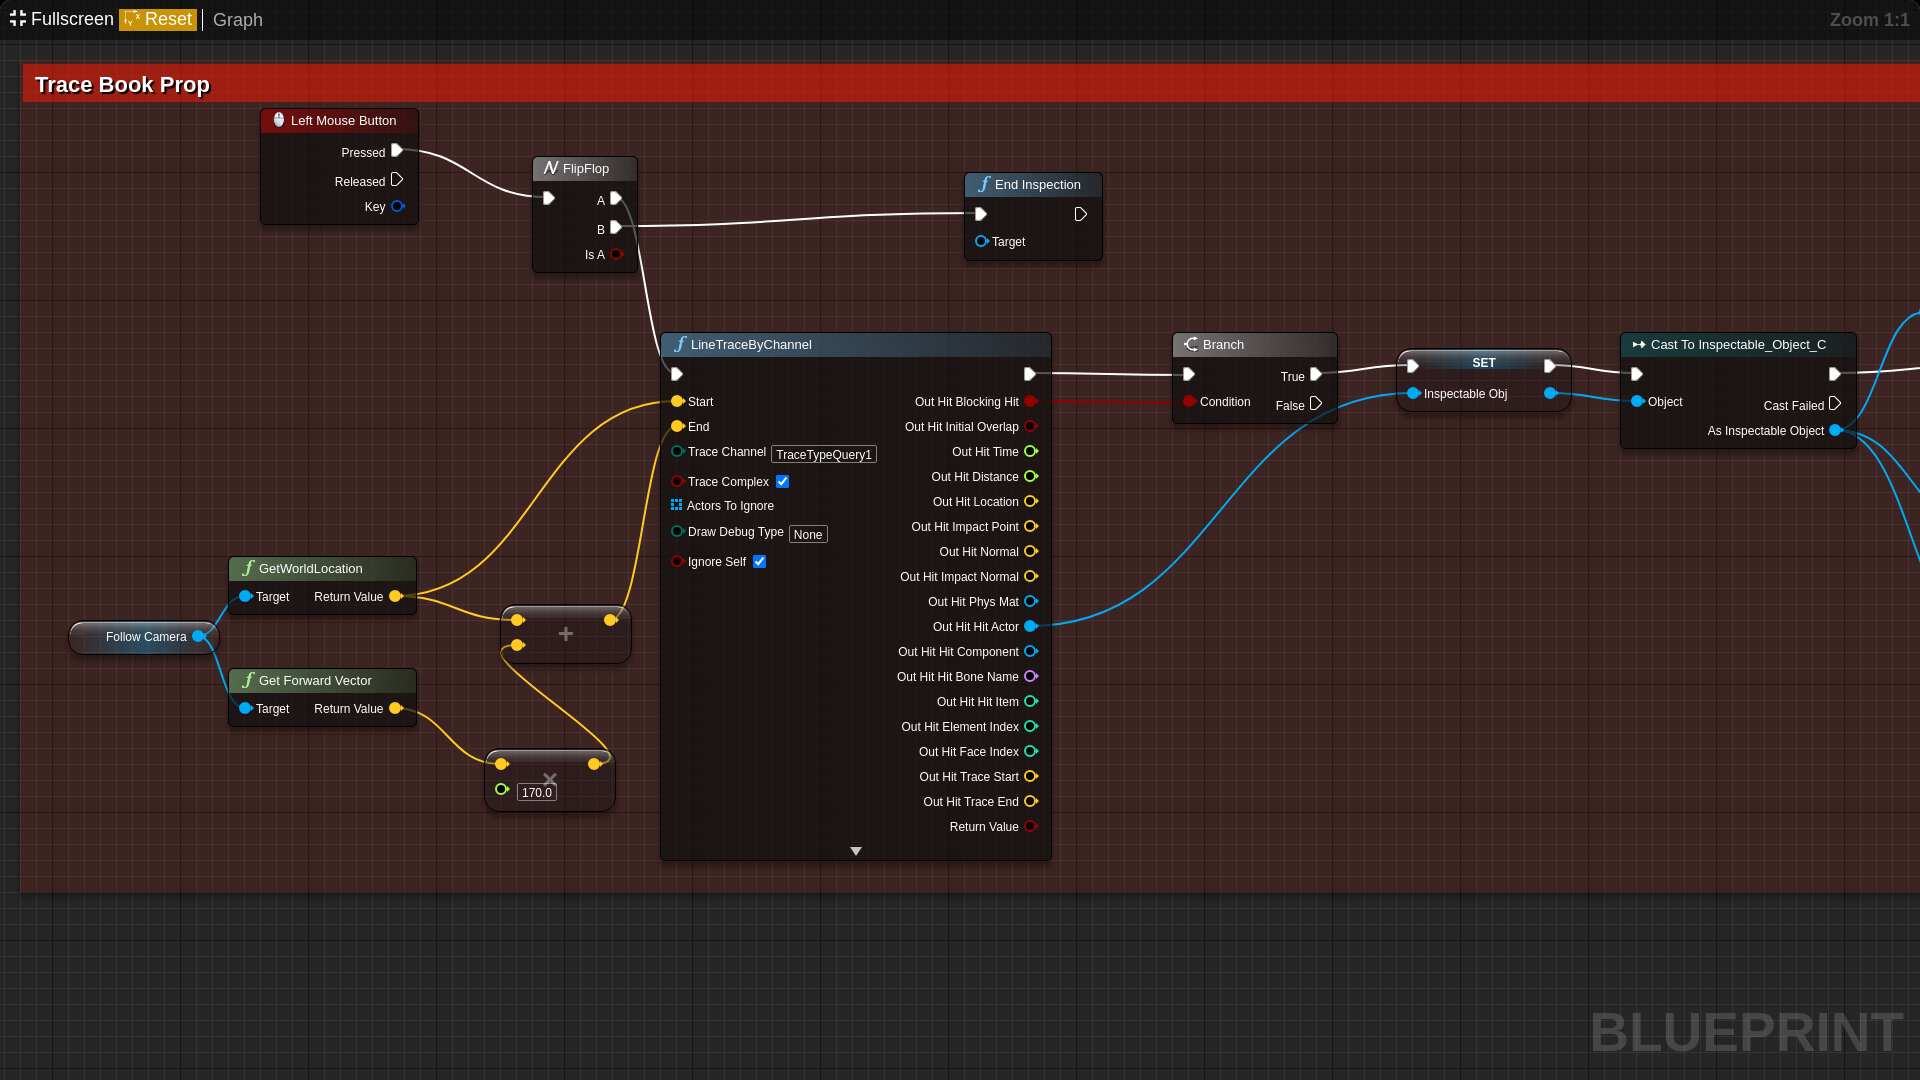 Fullscreen Reset Graph Zoom 1:1
Trace Book Prop
Left Mouse Button
Pressed
Released
Key
FlipFlop
A
B
Is A
End Inspection
Target
LineTraceByChannel
Start
End
Trace Channel TraceTypeQuery1
Trace Complex
Actors To Ignore
Draw Debug Type None
Ignore Self
Out Hit Blocking Hit
Out Hit Initial Overlap
Out Hit Time
Out Hit Distance
Out Hit Location
Out Hit Impact Point
Out Hit Normal
Out Hit Impact Normal
Out Hit Phys Mat
Out Hit Hit Actor
Out Hit Hit Component
Out Hit Hit Bone Name
Out Hit Hit Item
Out Hit Element Index
Out Hit Face Index
Out Hit Trace Start
Out Hit Trace End
Return Value
Branch
True
Condition
False
SET
Inspectable Obj
Cast To Inspectable_Object_C
Object
Cast Failed
As Inspectable Object
GetWorldLocation
Target Return Value
Follow Camera
Get Forward Vector
Target Return Value
+
×
170.0
BLUEPRINT